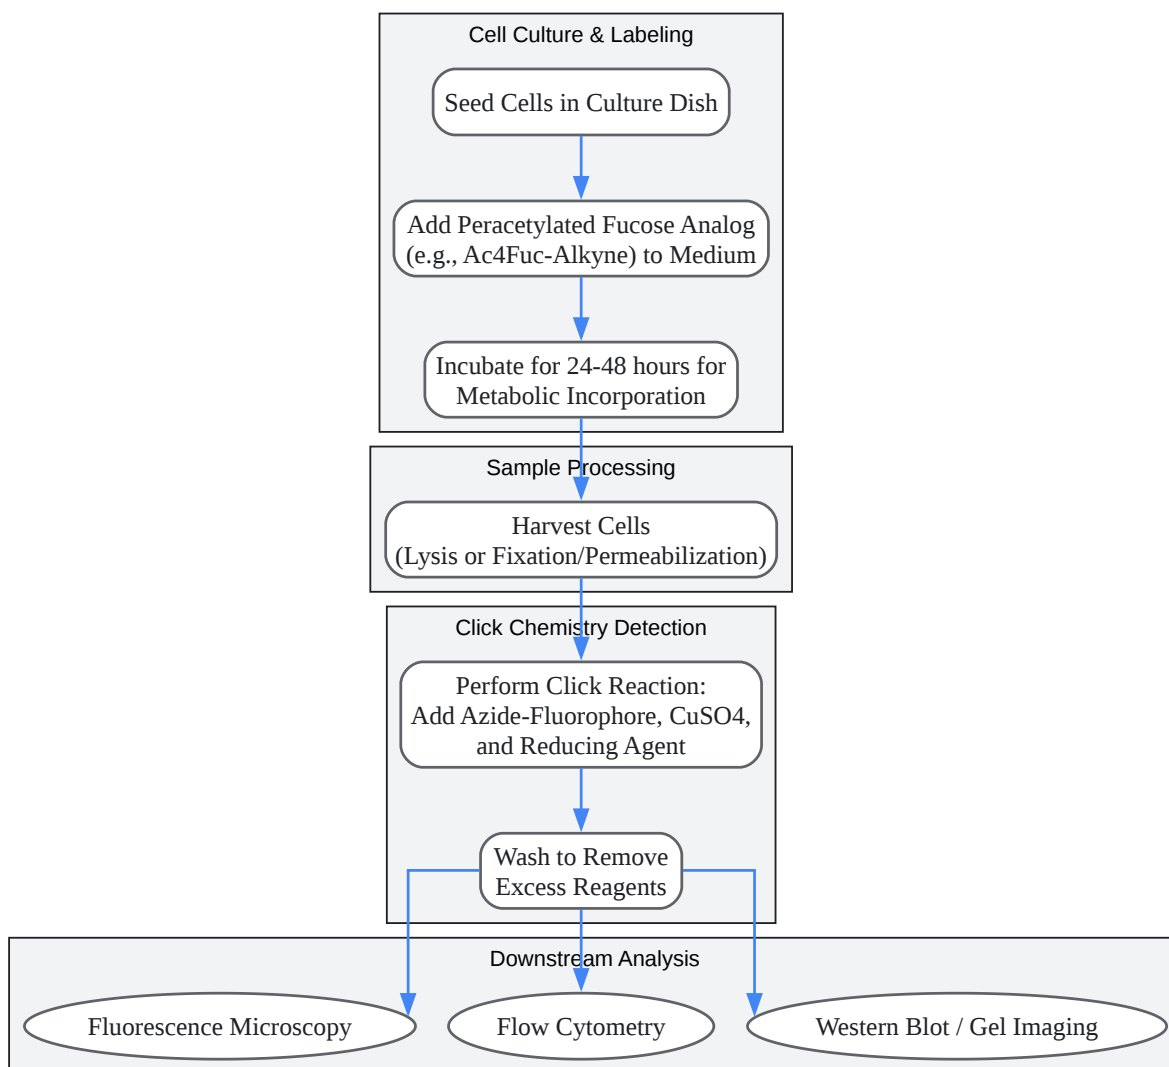 Cell Culture & Labeling
Seed Cells in Culture Dish
Add Peracetylated Fucose Analog
(e.g., Ac4Fuc-Alkyne) to Medium
Incubate for 24-48 hours for
Metabolic Incorporation
Sample Processing
Harvest Cells
(Lysis or Fixation/Permeabilization)
Click Chemistry Detection
Perform Click Reaction:
Add Azide-Fluorophore, CuSO4,
and Reducing Agent
Wash to Remove
Excess Reagents
Downstream Analysis
Fluorescence Microscopy
Flow Cytometry
Western Blot / Gel Imaging